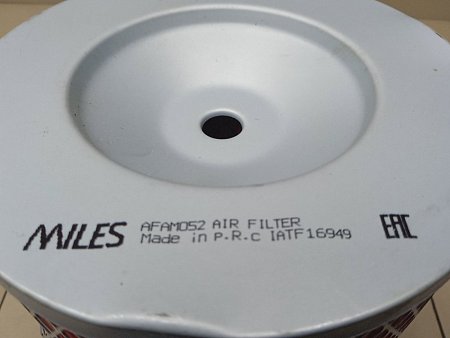 MILES
AFAM052 AIR FILTER
Made in P.R.C IATF16949
EAC